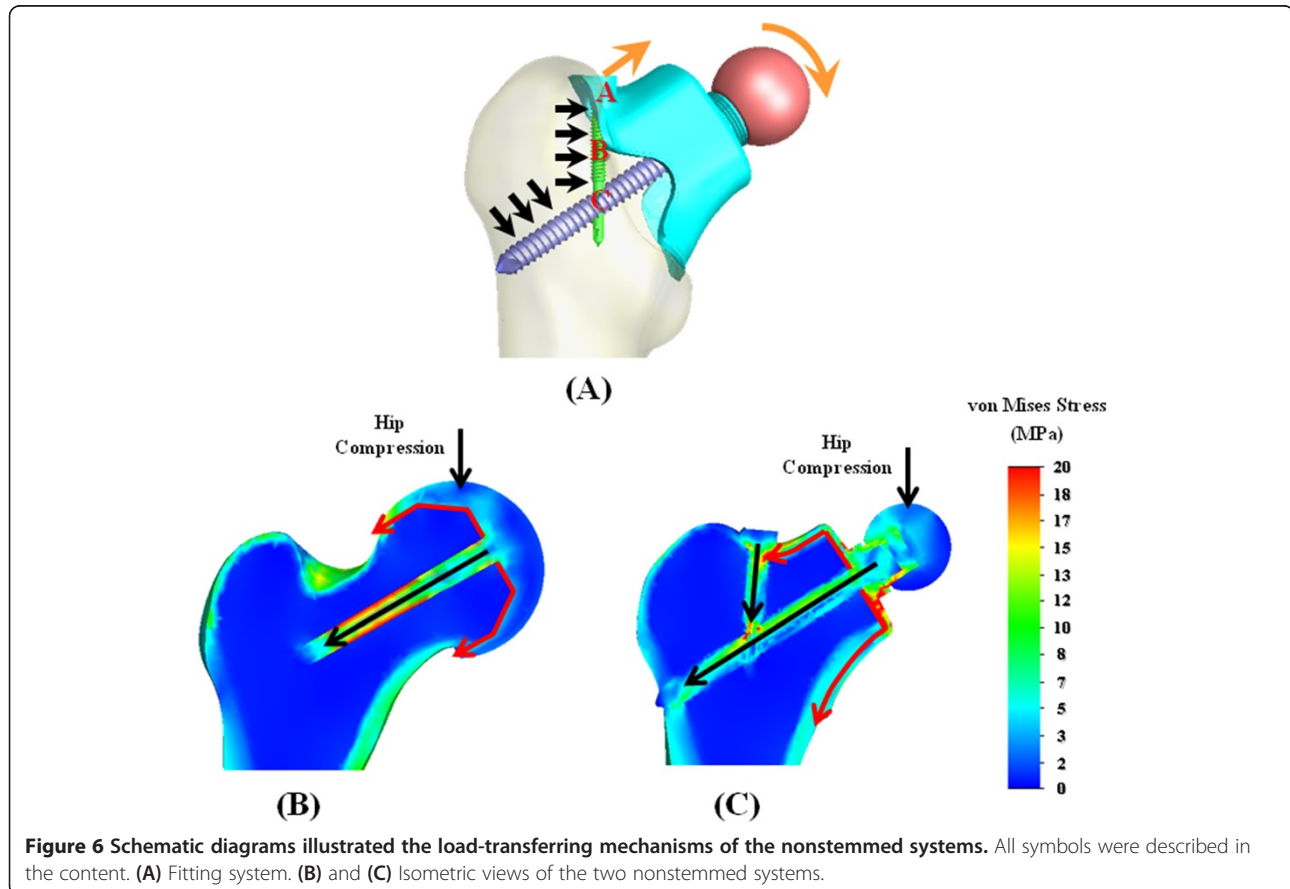 A
B
C
(A)
Hip
Compression
Hip
Compression
von Mises Stress
(MPa)
20
18
17
15
13
12
10
8
7
5
3
2
0
(B)
(C)
Figure 6 Schematic diagrams illustrated the load-transferring mechanisms of the nonstemmed systems. All symbols were described in
the content. (A) Fitting system. (B) and (C) Isometric views of the two nonstemmed systems.